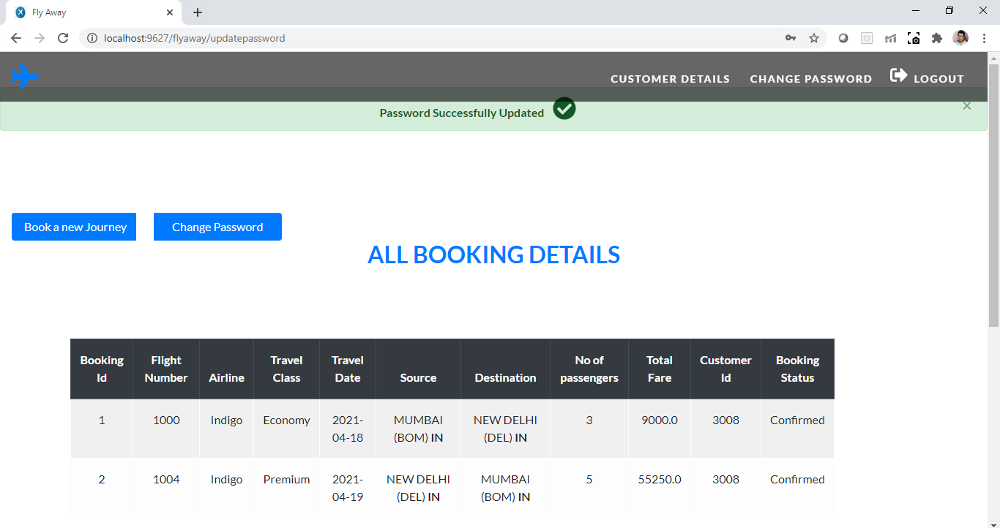 Fly Away
localhost:9627/flyaway/updatepassword
CUSTOMER DETAILS CHANGE PASSWORD LOGOUT
Password Successfully Updated ×
Book a new Journey Change Password
ALL BOOKING DETAILS
Booking Flight Travel Travel No of Total Customer Booking
Id Number Airline Class Date Source Destination passengers Fare Id Status
1 1000 Indigo Economy 2021- MUMBAI NEW DELHI 3 9000.0 3008 Confirmed
04-18 (BOM) IN (DEL) IN
2 1004 Indigo Premium 2021- NEW DELHI MUMBAI 5 55250.0 3008 Confirmed
04-19 (DEL) IN (BOM) IN